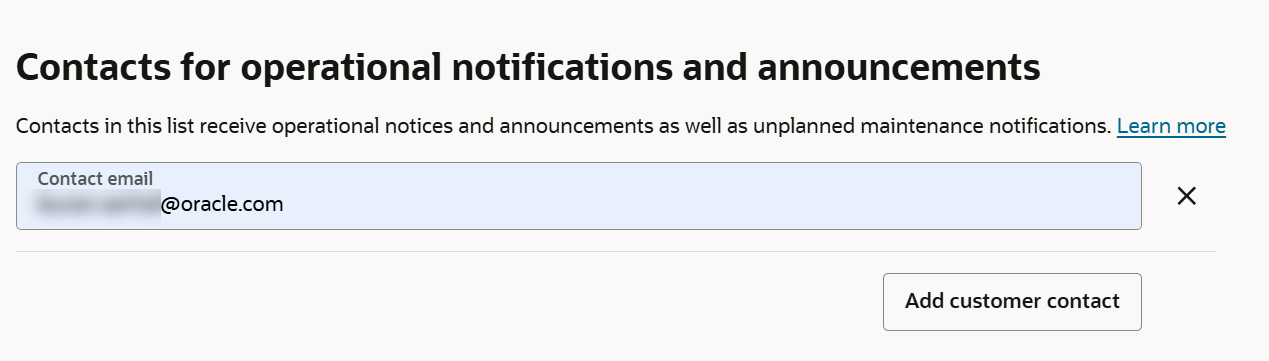 Contacts for operational notifications and announcements
Contacts in this list receive operational notices and announcements as well as unplanned maintenance notifications. Learn more
Contact email
@oracle.com
Add customer contact